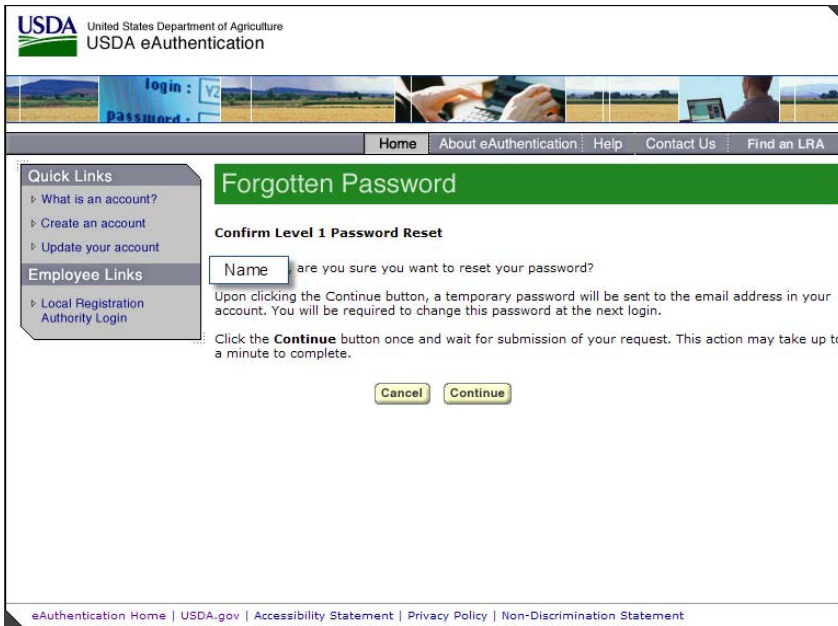 USDA
United States Department of Agriculture
USDA eAuthentication
login : Y2
password :
Home About eAuthentication Help Contact Us Find an LRA
Quick Links
What is an account?
Create an account
Update your account
Employee Links
Local Registration
Authority Login
Forgotten Password
Confirm Level 1 Password Reset
Name , are you sure you want to reset your password?
Upon clicking the Continue button, a temporary password will be sent to the email address in your
account. You will be required to change this password at the next login.
Click the Continue button once and wait for submission of your request. This action may take up to
a minute to complete.
Cancel Continue
eAuthentication Home | USDA.gov | Accessibility Statement | Privacy Policy | Non-Discrimination Statement